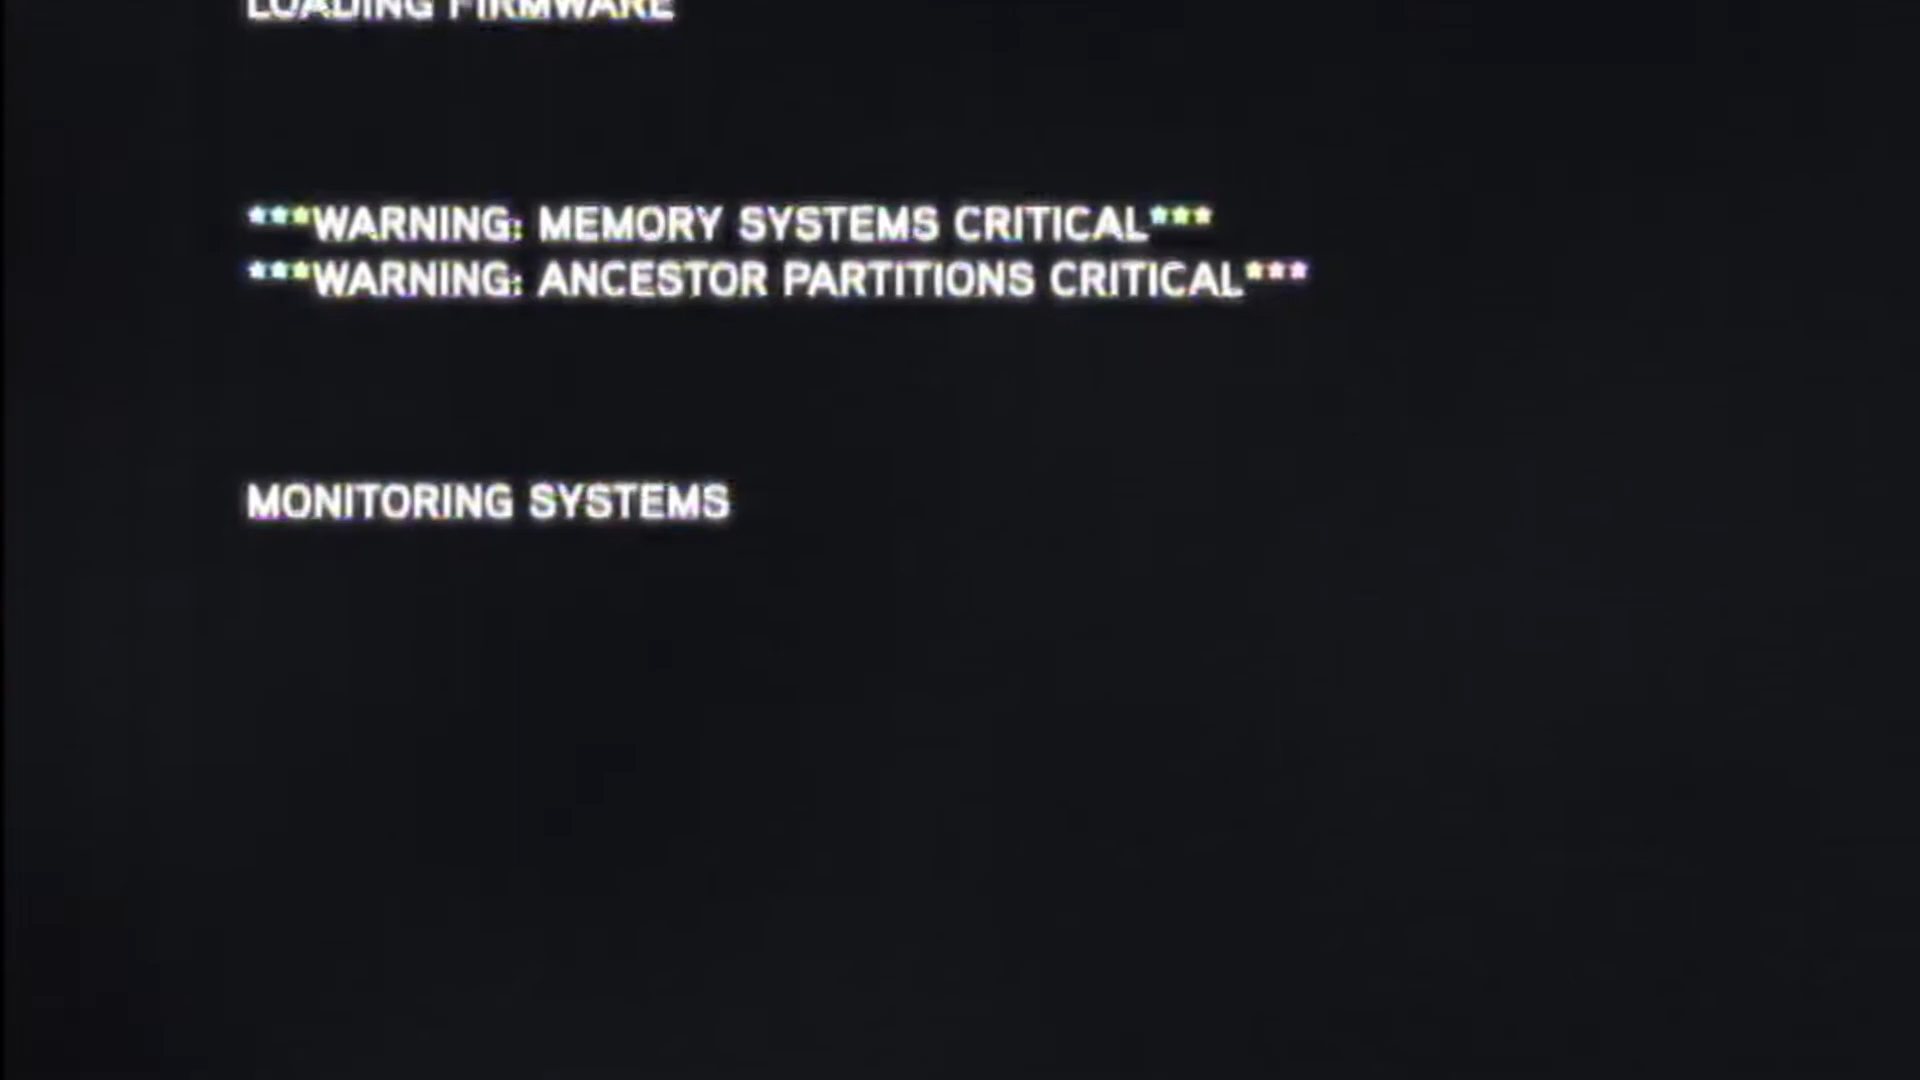 LOADING FIRMWARE
***WARNING: MEMORY SYSTEMS CRITICAL***
***WARNING: ANCESTOR PARTITIONS CRITICAL***
MONITORING SYSTEMS